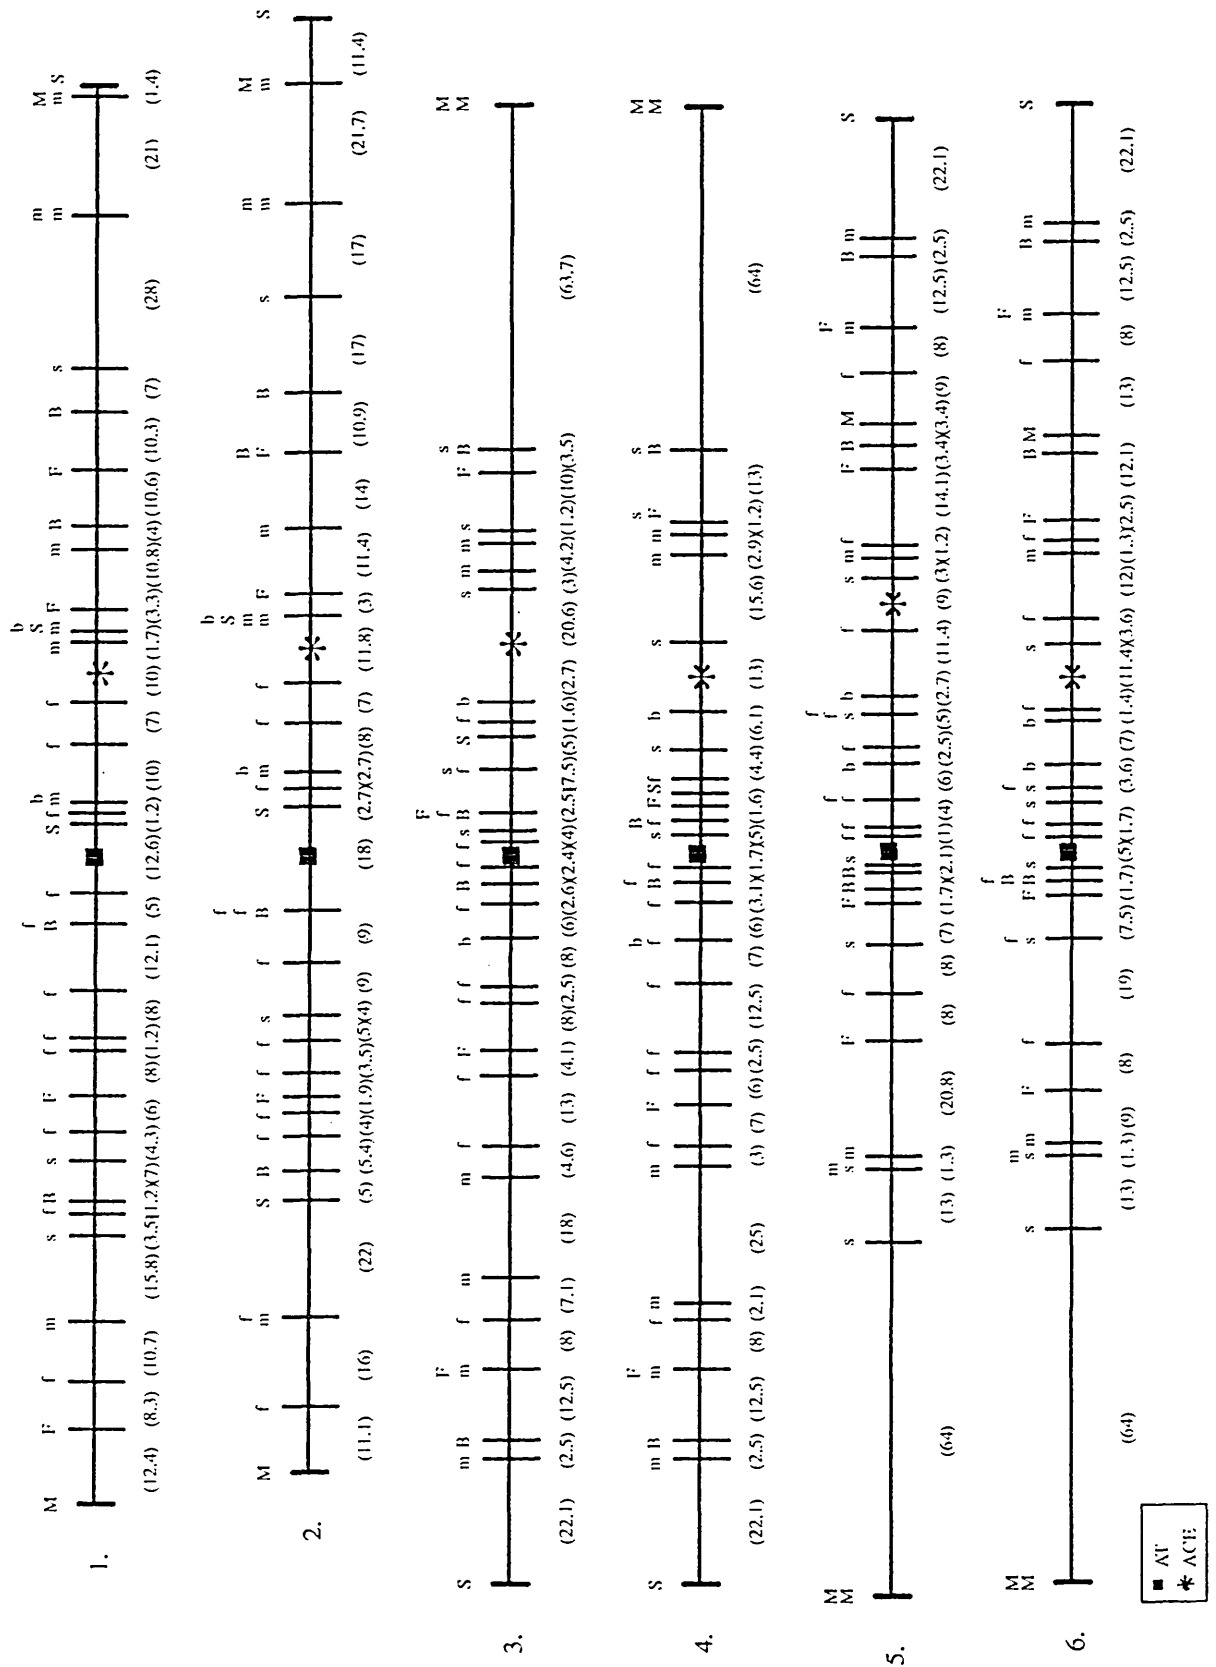 1.
b
f S
b m M
M F f m s f B s f F f f f B f S f m f f m m F m B F B s m m S
(12.4) (8.3) (10.7) (15.8) (3.5)(1.2)(7)(4.3)(6) (8)(1.2)(8) (12.1) (5) (12.6)(1.2)(10) (7) (10) (1.7)(3.3)(10.8)(4)(10.6)(10.3) (7) (28) (21) (1.4)
2.
b
f S
f f b m B m M
M f m S B f f F f f s f B S f m f f m F m F B s m m S
(11.1) (16) (22) (5) (5.4)(4)(1.9)(3.5)(5)(4) (9) (9) (18) (2.7)(2.7)(8) (7) (11.8) (3) (11.4) (14) (10.9) (17) (17) (21.7) (11.4)
3.
F
F f s s M
S m B m f m m f f F f f b f B f f s B f S f b s m m s F B M
(22.1) (2.5) (12.5) (8) (7.1) (18) (4.6) (13) (4.1) (8)(2.5) (8) (6)(2.6)(2.4)(4)(2.5)(7.5)(5)(1.6)(2.7) (20.6) (3)(4.2)(1.2)(10)(3.5) (63.7)
4.
F b f B s s M
S m B m f m m f F f f f f f B f s f F S f s b s m m F B M
(22.1) (2.5) (12.5) (8) (2.1) (25) (3) (7) (6) (2.5) (12.5) (7) (6) (3.1)(1.7)(5)(1.6) (4.4) (6.1) (13) (15.6) (2.9)(1.2)(13) (64)
5.
f
M m f f F
M s s m F f s F B B s f f f b f s b f s m f F B M f m B m S
(64) (13) (1.3) (20.8) (8) (8) (7) (1.7)(2.1)(1)(4) (6) (2.5)(5)(2.7) (11.4) (9) (3)(1.2) (14.1)(3.4)(3.4)(9) (8) (12.5)(2.5) (22.1)
6.
f
M m f B f F
M s s m F f s F B s f f s s b b f s f m f F B M f m B m S
(64) (13) (1.3)(9) (8) (19) (7.5) (1.7)(5)(1.7) (3.6) (7) (1.4)(11.4)(3.6) (12) (1.3)(2.5) (12.1) (13) (8) (12.5) (2.5) (22.1)
AT
ACE